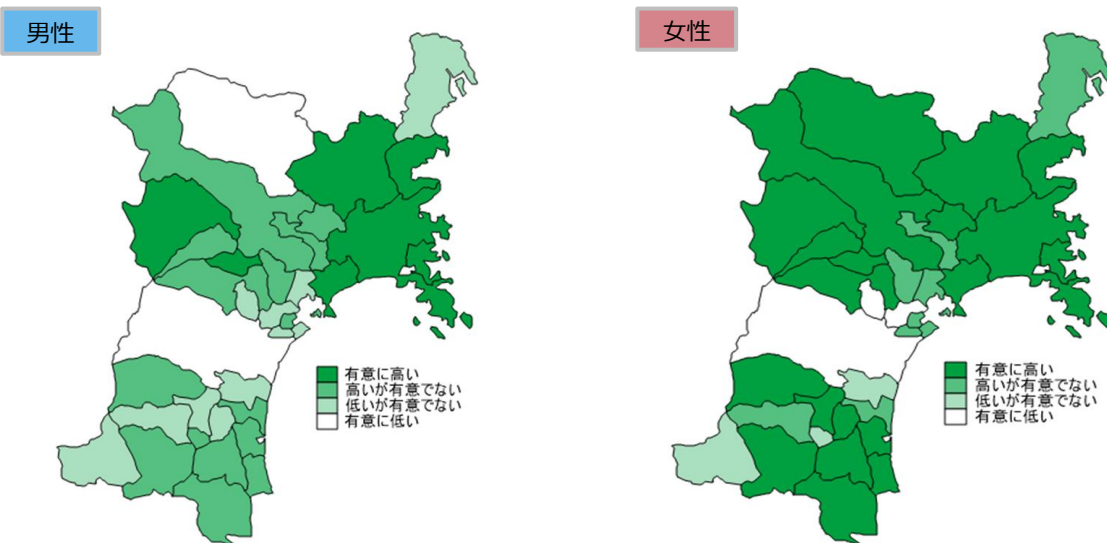 男性
女性
有意に高い
高いが有意でない
低いが有意でない
有意に低い
有意に高い
高いが有意でない
低いが有意でない
有意に低い